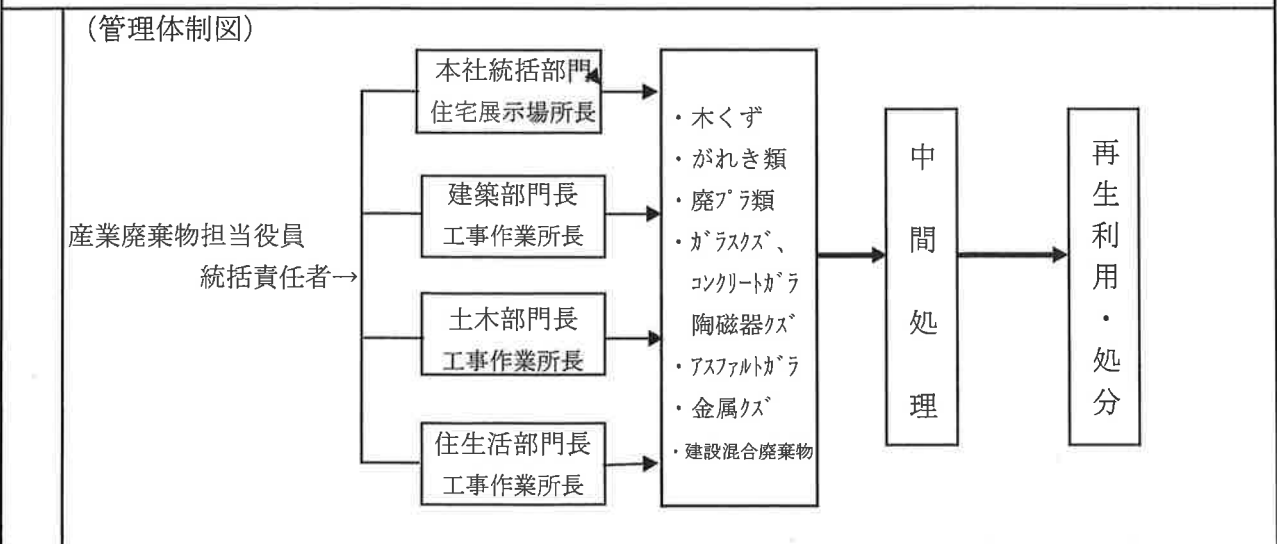 （管理体制図）
本社統括部門
住宅展示場所長
建築部門長
工事作業所長
産業廃棄物担当役員
統括責任者→
土木部門長
工事作業所長
住生活部門長
工事作業所長
・木くず
・がれき類
・廃プラ類
・ガラスクズ、
コンクリートガラ
陶磁器クズ
・アスファルトガラ
・金属クズ
・建設混合廃棄物
中間処理
再生利用・処分